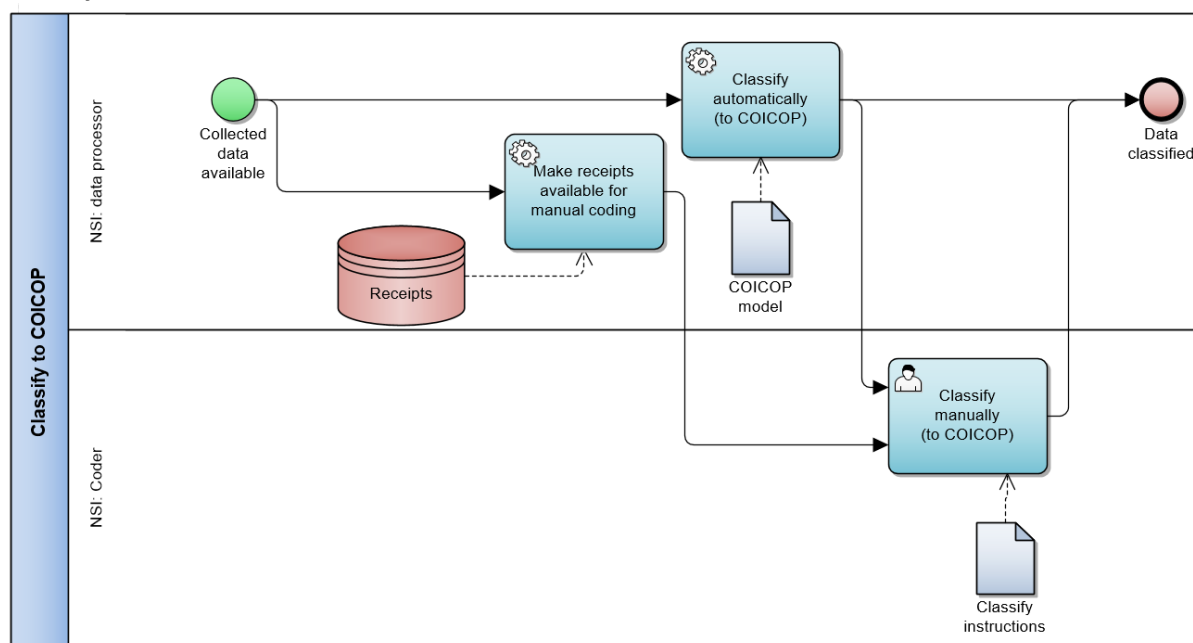 Classify to COICOP
NSI: data processor
Collected
data
available
Make receipts
available for
manual coding
Receipts
Classify
automatically
(to COICOP)
COICOP
model
Data
classified
NSI: Coder
Classify
manually
(to COICOP)
Classify
instructions